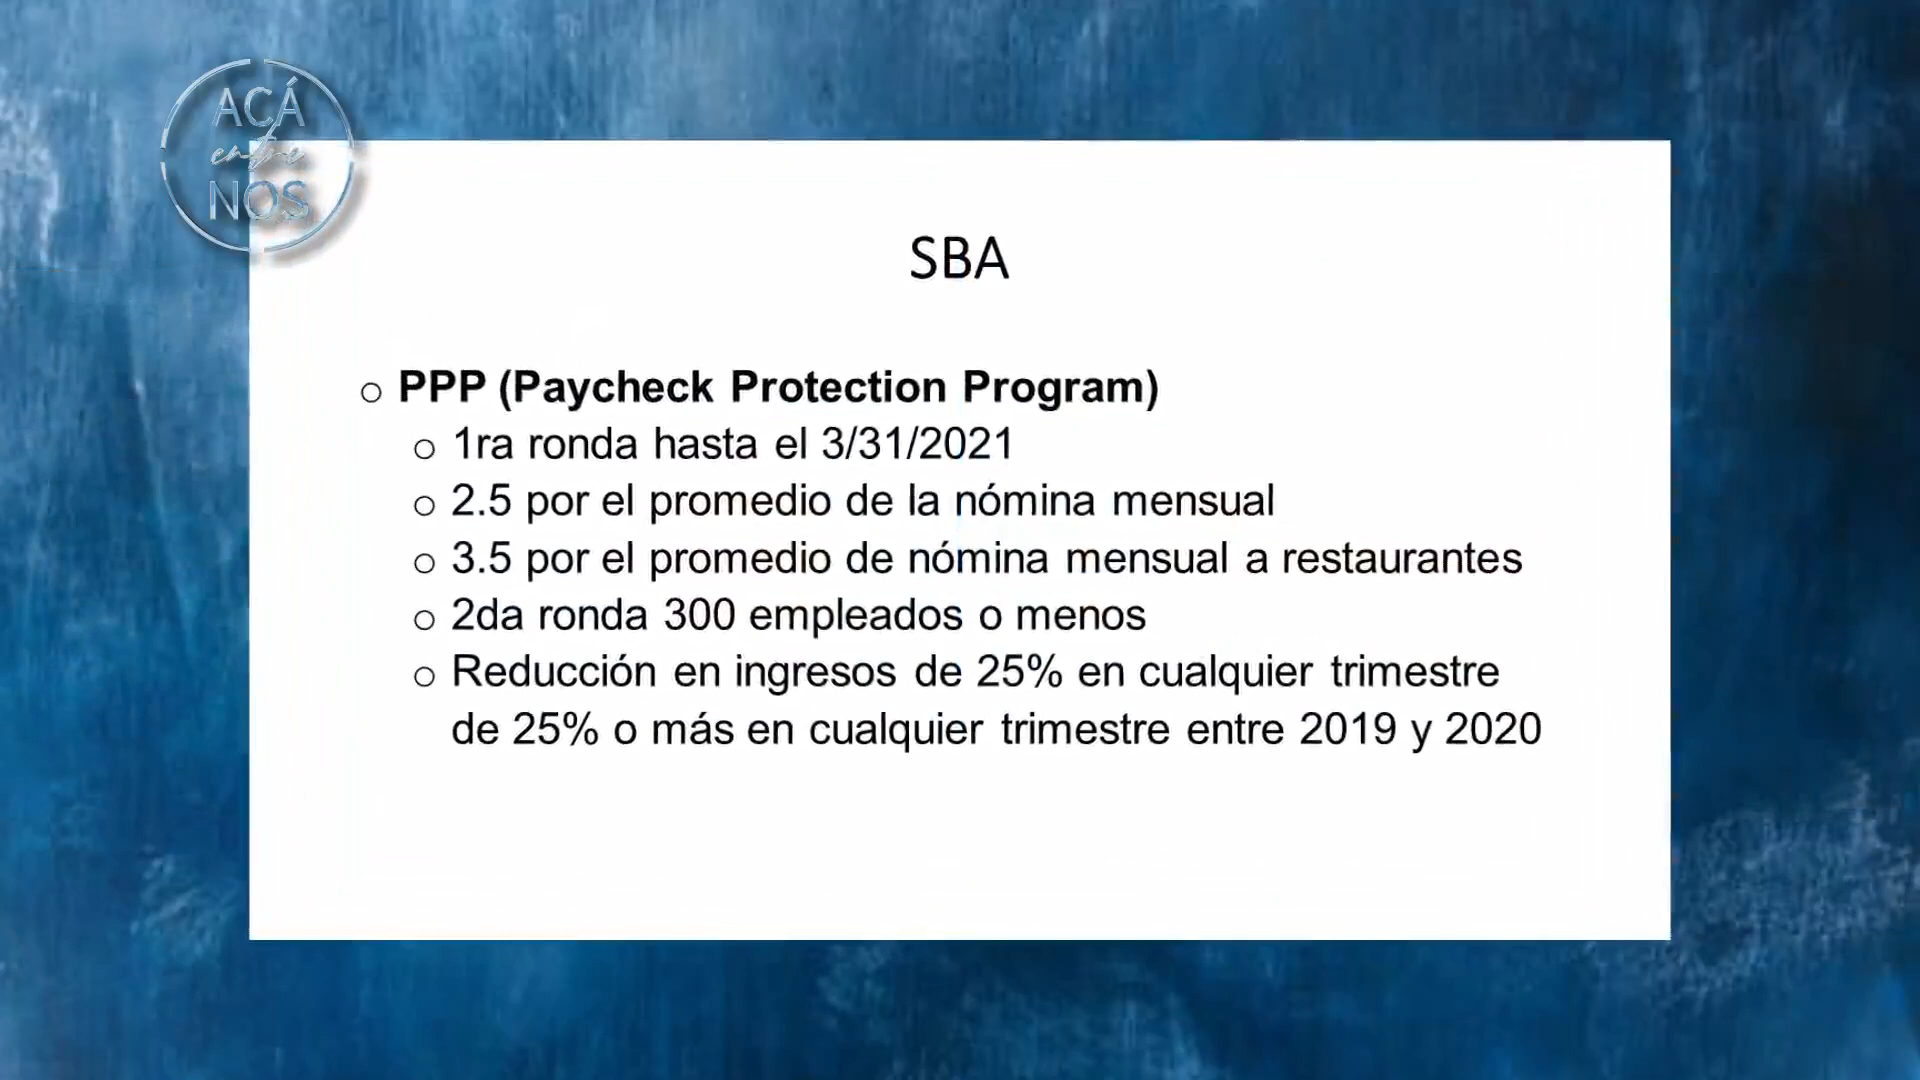 ACÁ
entre
NOS
SBA
o PPP (Paycheck Protection Program)
o 1ra ronda hasta el 3/31/2021
o 2.5 por el promedio de la nómina mensual
o 3.5 por el promedio de nómina mensual a restaurantes
o 2da ronda 300 empleados o menos
o Reducción en ingresos de 25% en cualquier trimestre
de 25% o más en cualquier trimestre entre 2019 y 2020